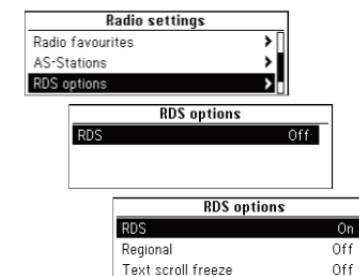 Radio settings
Radio favourites
AS-Stations
RDS options
RDS options
RDS Off
RDS options
RDS On
Regional Off
Text scroll freeze Off